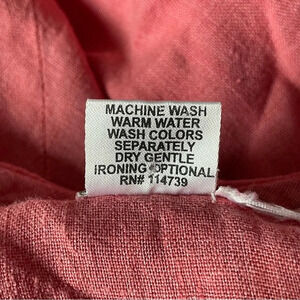 MACHINE WASH
WARM WATER
WASH COLORS
SEPARATELY
DRY GENTLE
IRONING OPTIONAL
RN# 114739